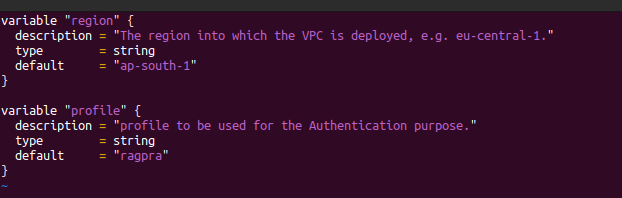 variable "region" {
  description = "The region into which the VPC is deployed, e.g. eu-central-1."
  type        = string
  default     = "ap-south-1"
}

variable "profile" {
  description = "profile to be used for the Authentication purpose."
  type        = string
  default     = "ragpra"
}
~